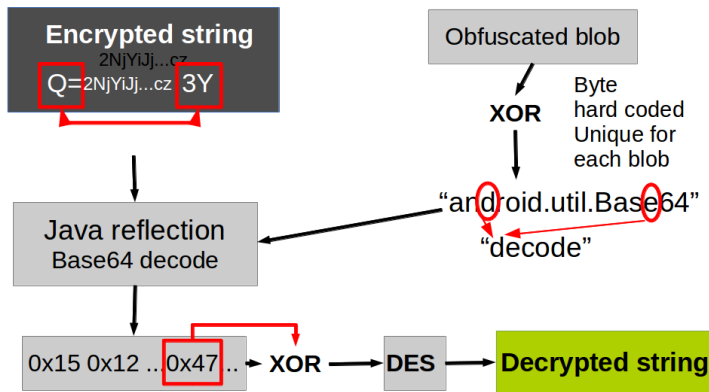 Encrypted string
2NjYiJj...cz
Q=2NjYiJj...cz 3Y
Obfuscated blob
XOR
Byte
hard coded
Unique for
each blob
“android.util.Base64”
“decode”
Java reflection
Base64 decode
0x15 0x12 ...0x47...
XOR
DES
Decrypted string